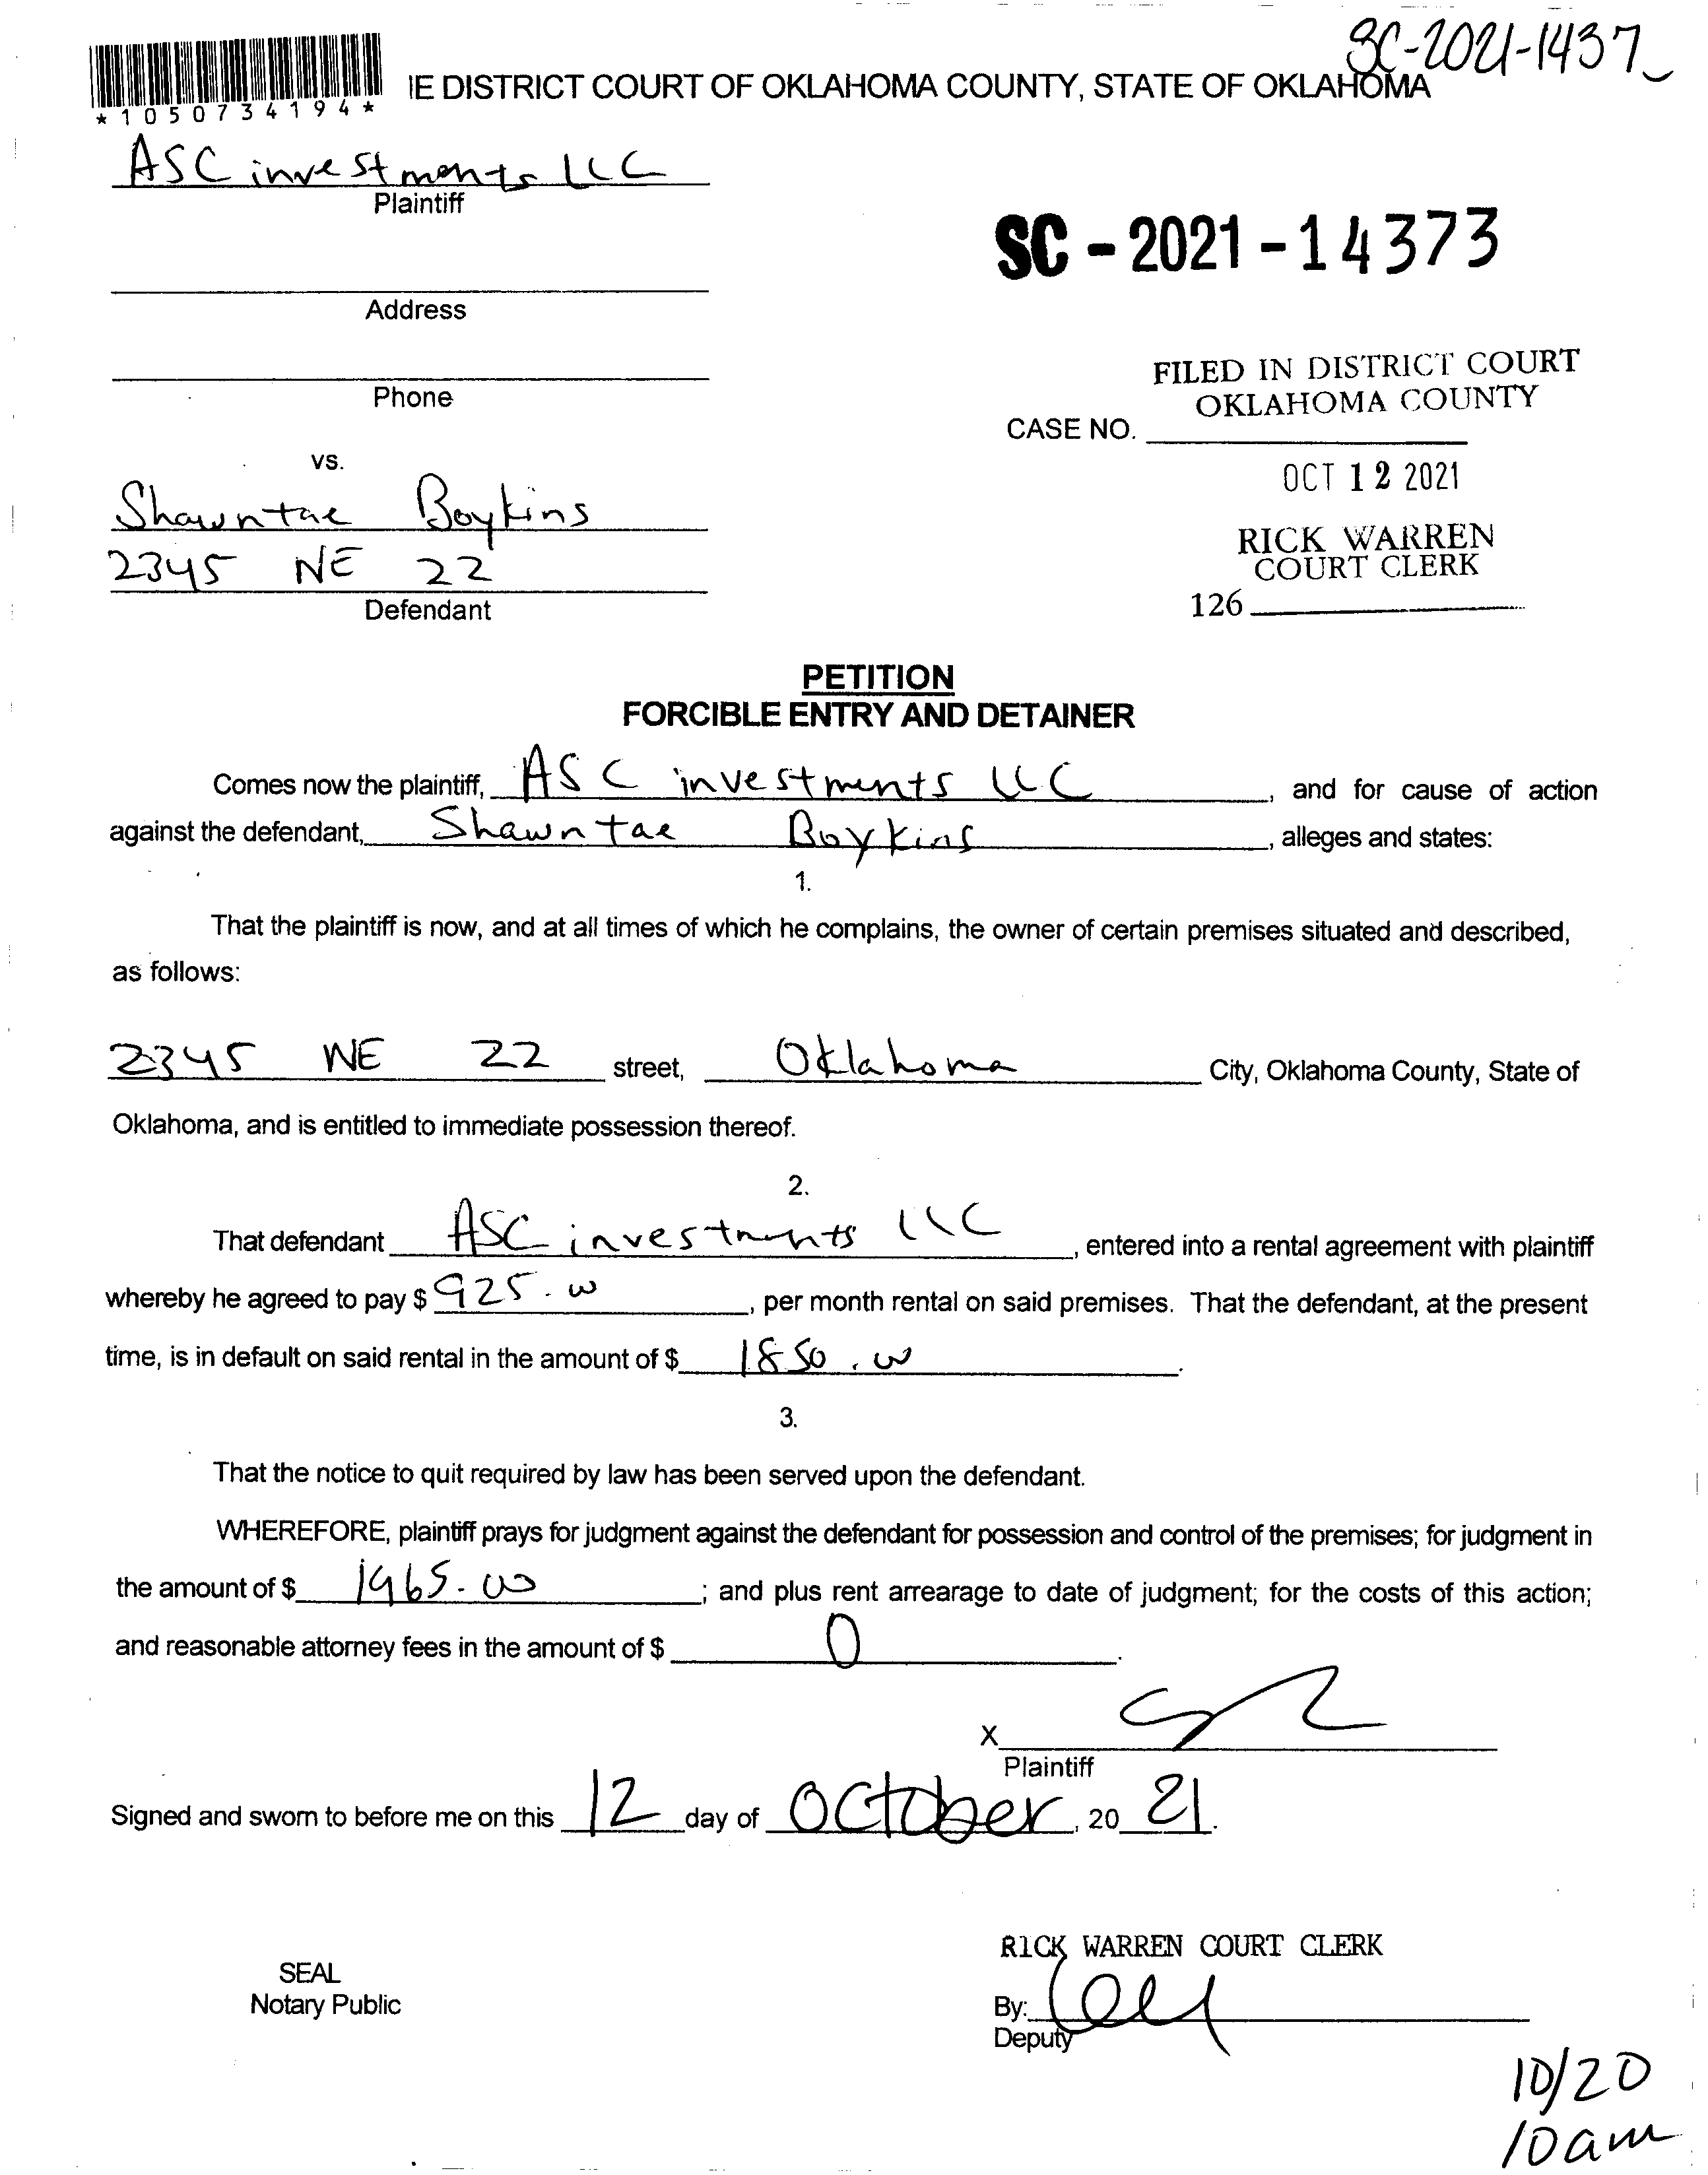 SC-2021-1437
*1050734194*
IE DISTRICT COURT OF OKLAHOMA COUNTY, STATE OF OKLAHOMA
ASC investments LLC
Plaintiff
SC - 2021 - 14373
Address
FILED IN DISTRICT COURT
OKLAHOMA COUNTY
Phone
CASE NO.
vs.
OCT 12 2021
Shawntae Boykins
RICK WARREN
COURT CLERK
2345 NE 22
Defendant
126
PETITION
FORCIBLE ENTRY AND DETAINER
Comes now the plaintiff, ASC investments LLC, and for cause of action
against the defendant, Shawntae Boykins, alleges and states:
1.
That the plaintiff is now, and at all times of which he complains, the owner of certain premises situated and described,
as follows:
2345 NE 22 street, Oklahoma City, Oklahoma County, State of
Oklahoma, and is entitled to immediate possession thereof.
2.
That defendant ASC investments LLC, entered into a rental agreement with plaintiff
whereby he agreed to pay $ 925.00, per month rental on said premises. That the defendant, at the present
time, is in default on said rental in the amount of $ 1850.00.
3.
That the notice to quit required by law has been served upon the defendant.
WHEREFORE, plaintiff prays for judgment against the defendant for possession and control of the premises; for judgment in
the amount of $ 1965.00; and plus rent arrearage to date of judgment; for the costs of this action;
and reasonable attorney fees in the amount of $ 0.
X
Plaintiff
Signed and sworn to before me on this 12 day of October, 20 21.
RICK WARREN COURT CLERK
SEAL
Notary Public
By:
Deputy
10/20
10am